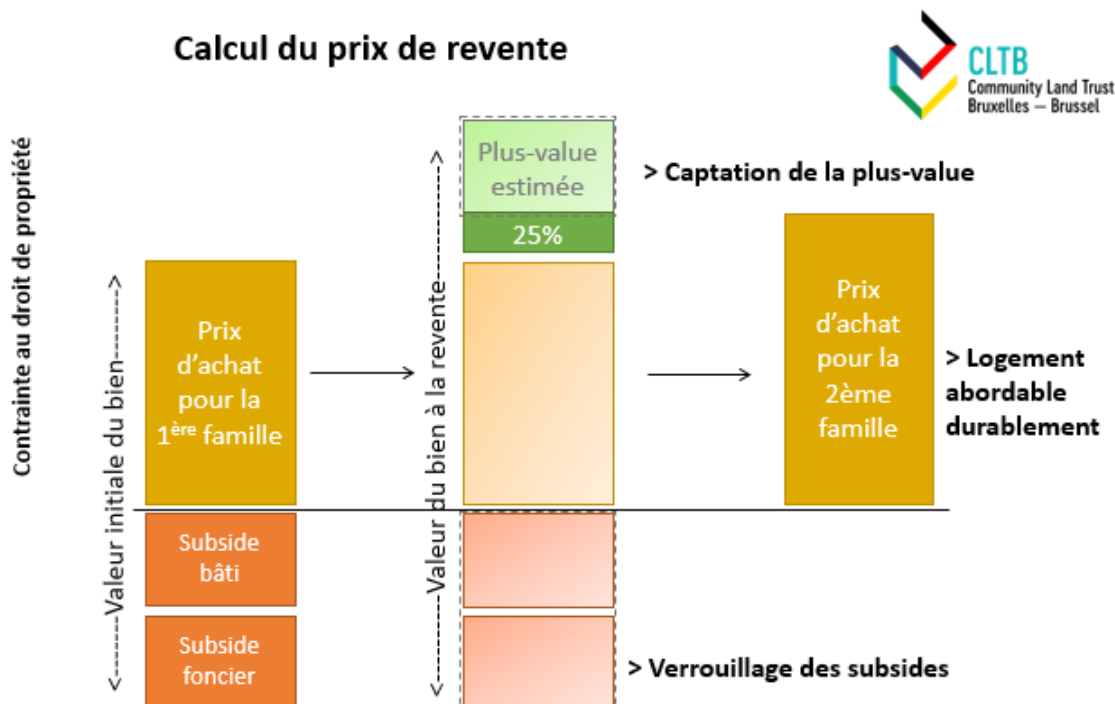 Calcul du prix de revente
CLTB
Community Land Trust
Bruxelles — Brussel
Contrainte au droit de propriété
<-----Valeur initiale du bien------->
Prix
d'achat
pour la
1ère famille
Subside
bâti
Subside
foncier
<------Valeur du bien à la revente------>
Plus-value
estimée
25%
> Captation de la plus-value
Prix
d'achat
pour la
2ème
famille
> Logement
abordable
durablement
> Verrouillage des subsides